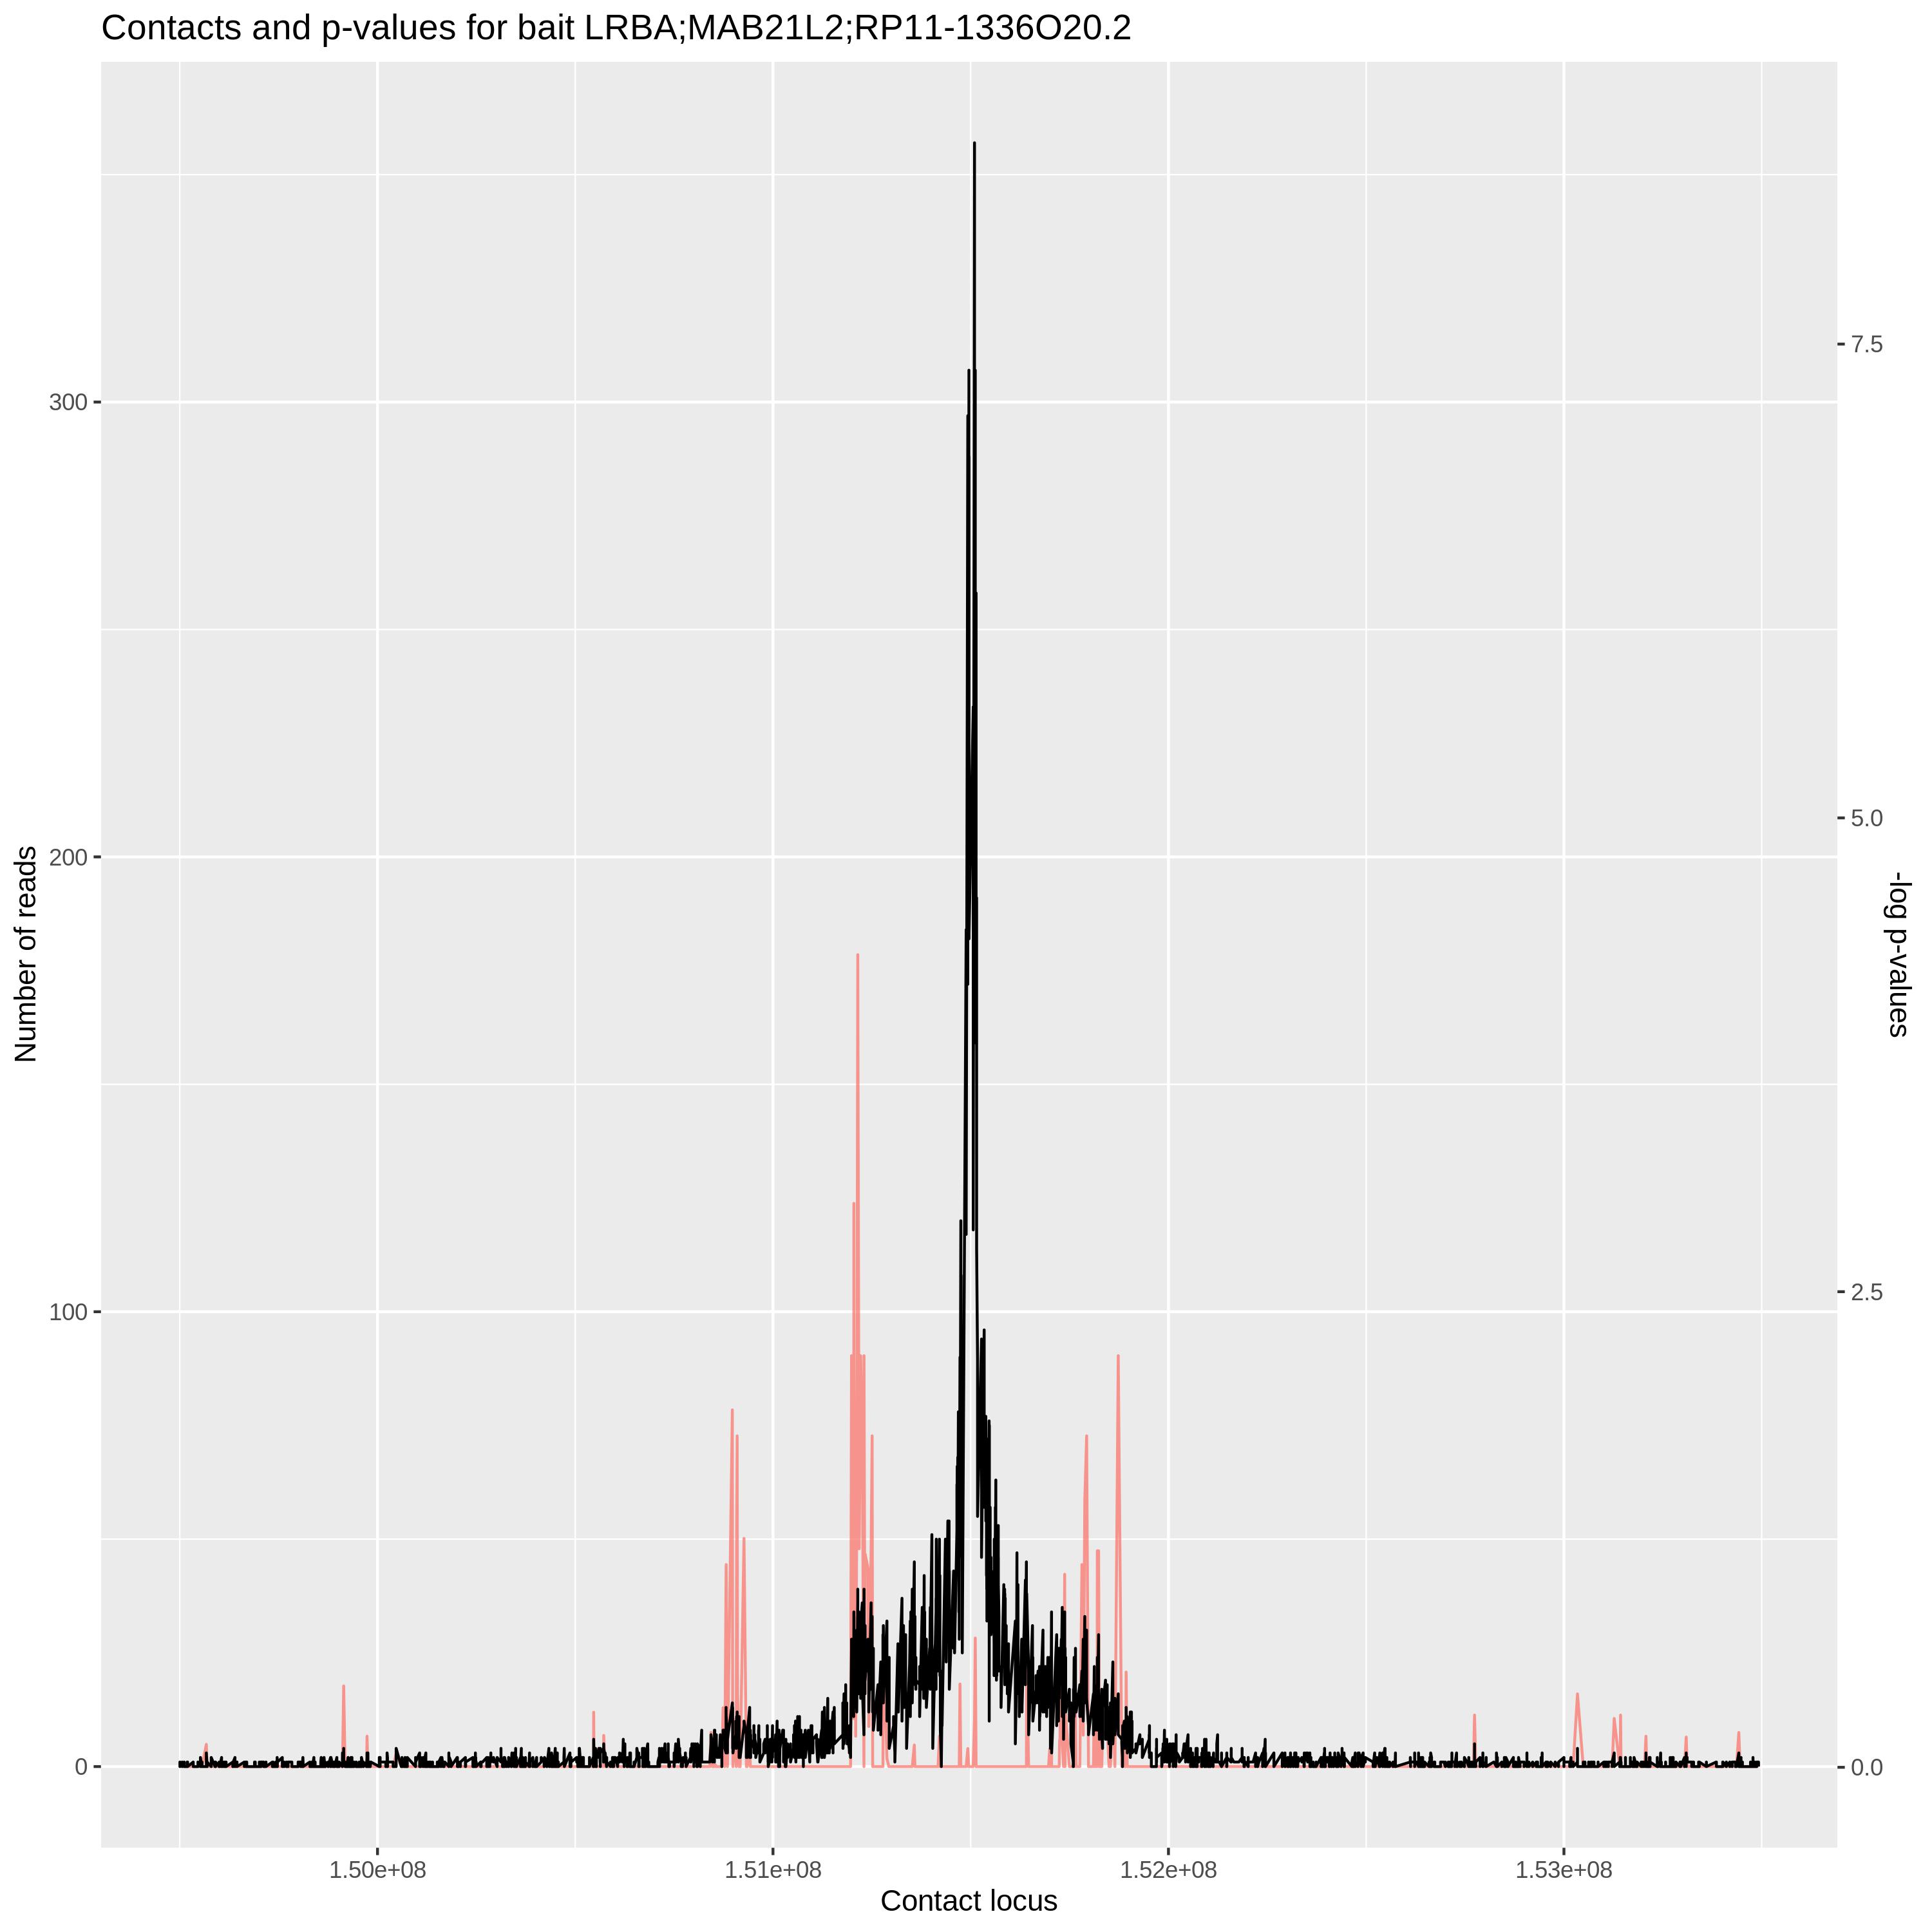 Contacts and p-values for bait LRBA;MAB21L2;RP11-1336O20.2
300
200
100
0
Number of reads
7.5
5.0
2.5
0.0
-log p-values
1.50e+08 1.51e+08 1.52e+08 1.53e+08
Contact locus